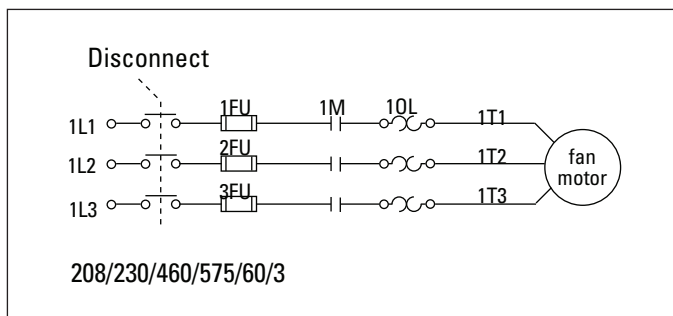 Disconnect
1FU 1M 1OL
1L1 1T1
2FU
1L2 1T2
fan
motor
3FU
1L3 1T3
208/230/460/575/60/3